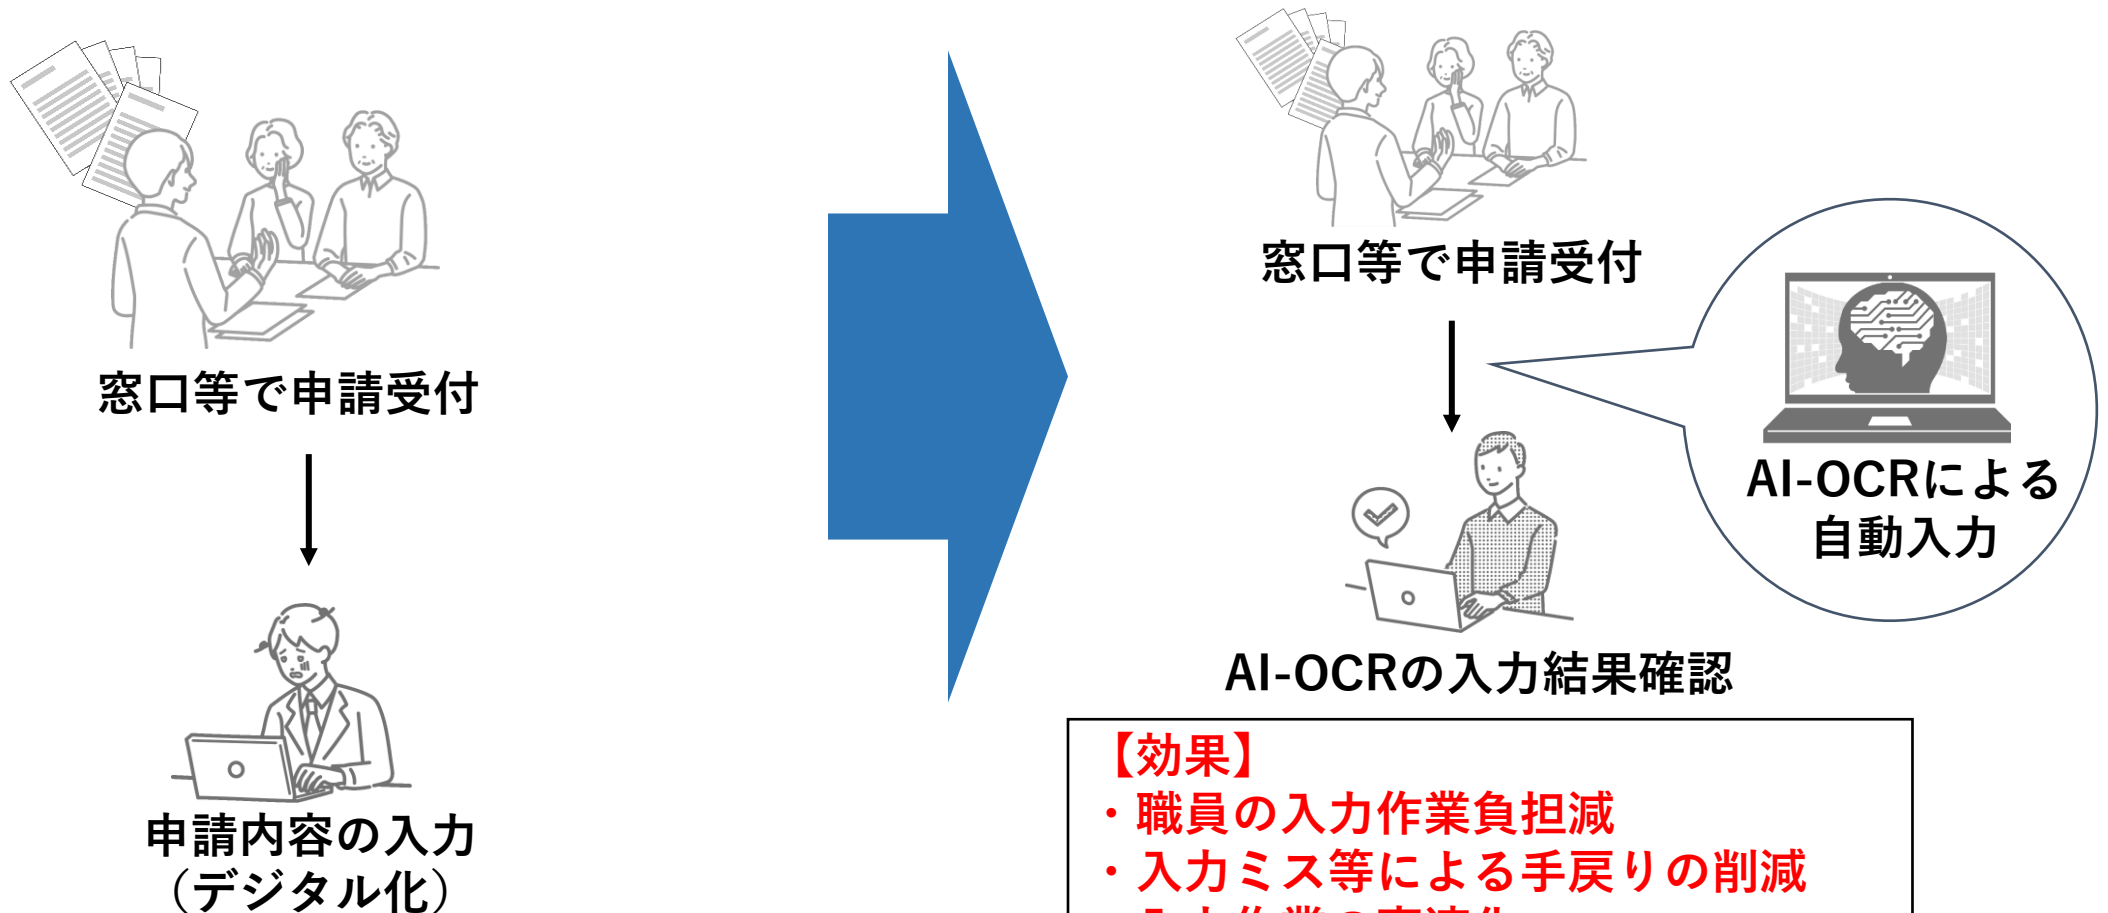 窓口等で申請受付
申請内容の入力
（デジタル化）
窓口等で申請受付
AI-OCRによる
自動入力
AI-OCRの入力結果確認
【効果】
・職員の入力作業負担減
・入力ミス等による手戻りの削減